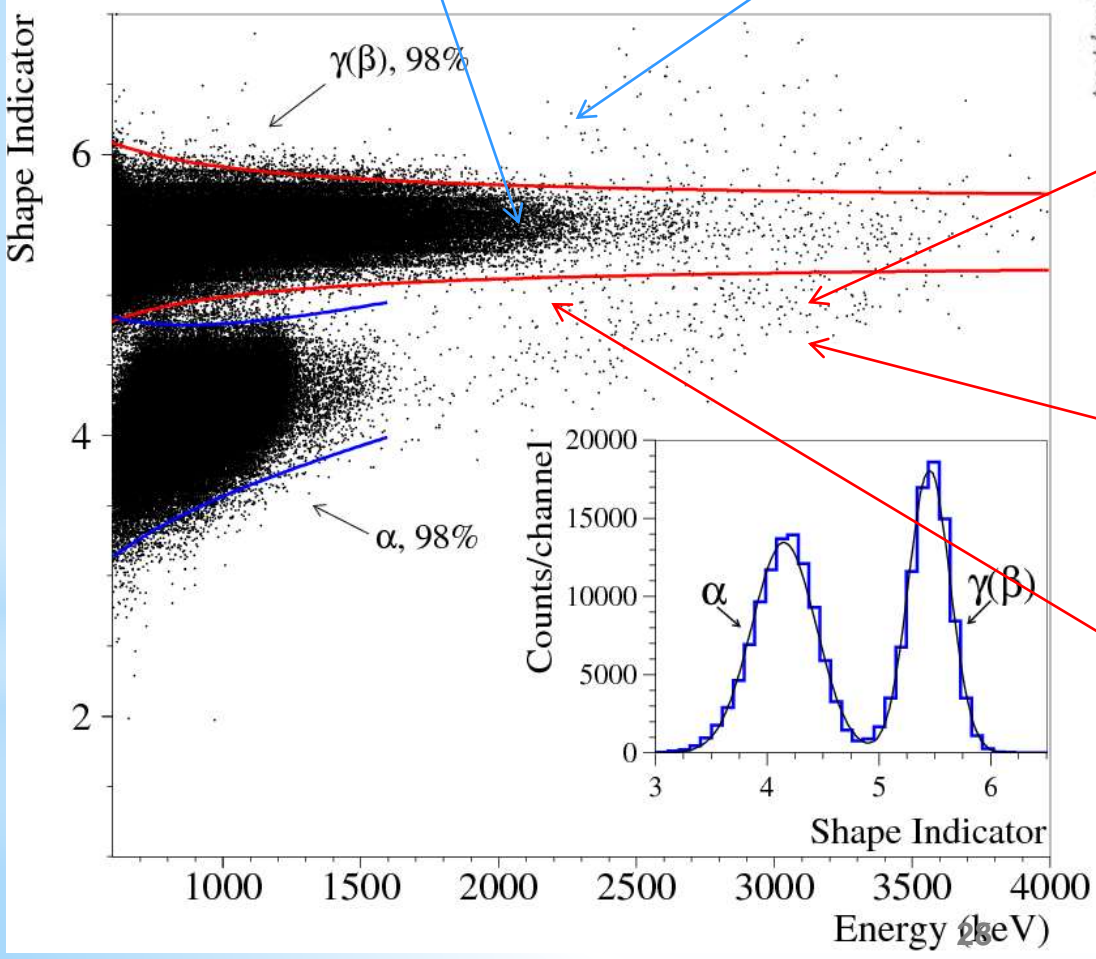 Shape Indicator
γ(β), 98%
6
4
2
α, 98%
Counts/channel
20000
15000
10000
5000
0
α
γ(β)
3 4 5 6
Shape Indicator
1000 1500 2000 2500 3000 3500 4000
Energy (keV)
28